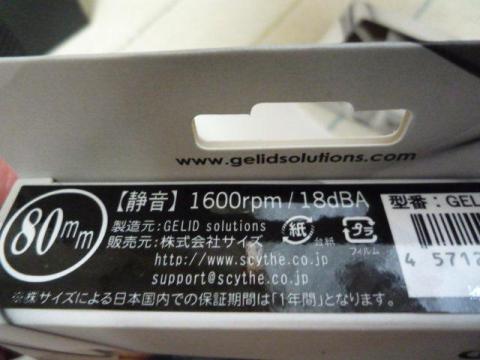 www.gelidsolutions.com
80mm
【静音】1600rpm/18dBA
製造元:GELID solutions
販売元:株式会社サイズ
http://www.scythe.co.jp
support@scythe.co.jp
※㈱サイズによる日本国内での保証期間は「1年間」となります。
紙
台紙
プラ
フィルム
型番:GEL
4 5712